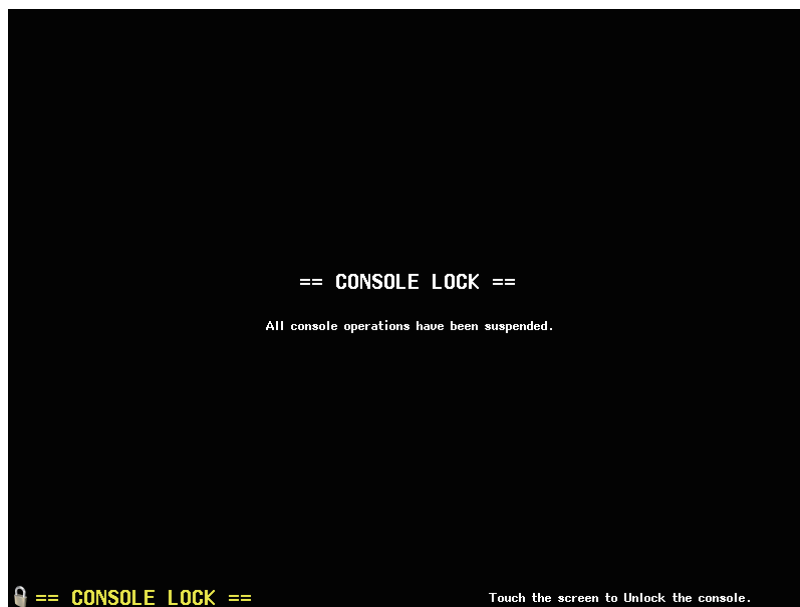 == CONSOLE LOCK ==
All console operations have been suspended.
== CONSOLE LOCK ==
Touch the screen to Unlock the console.